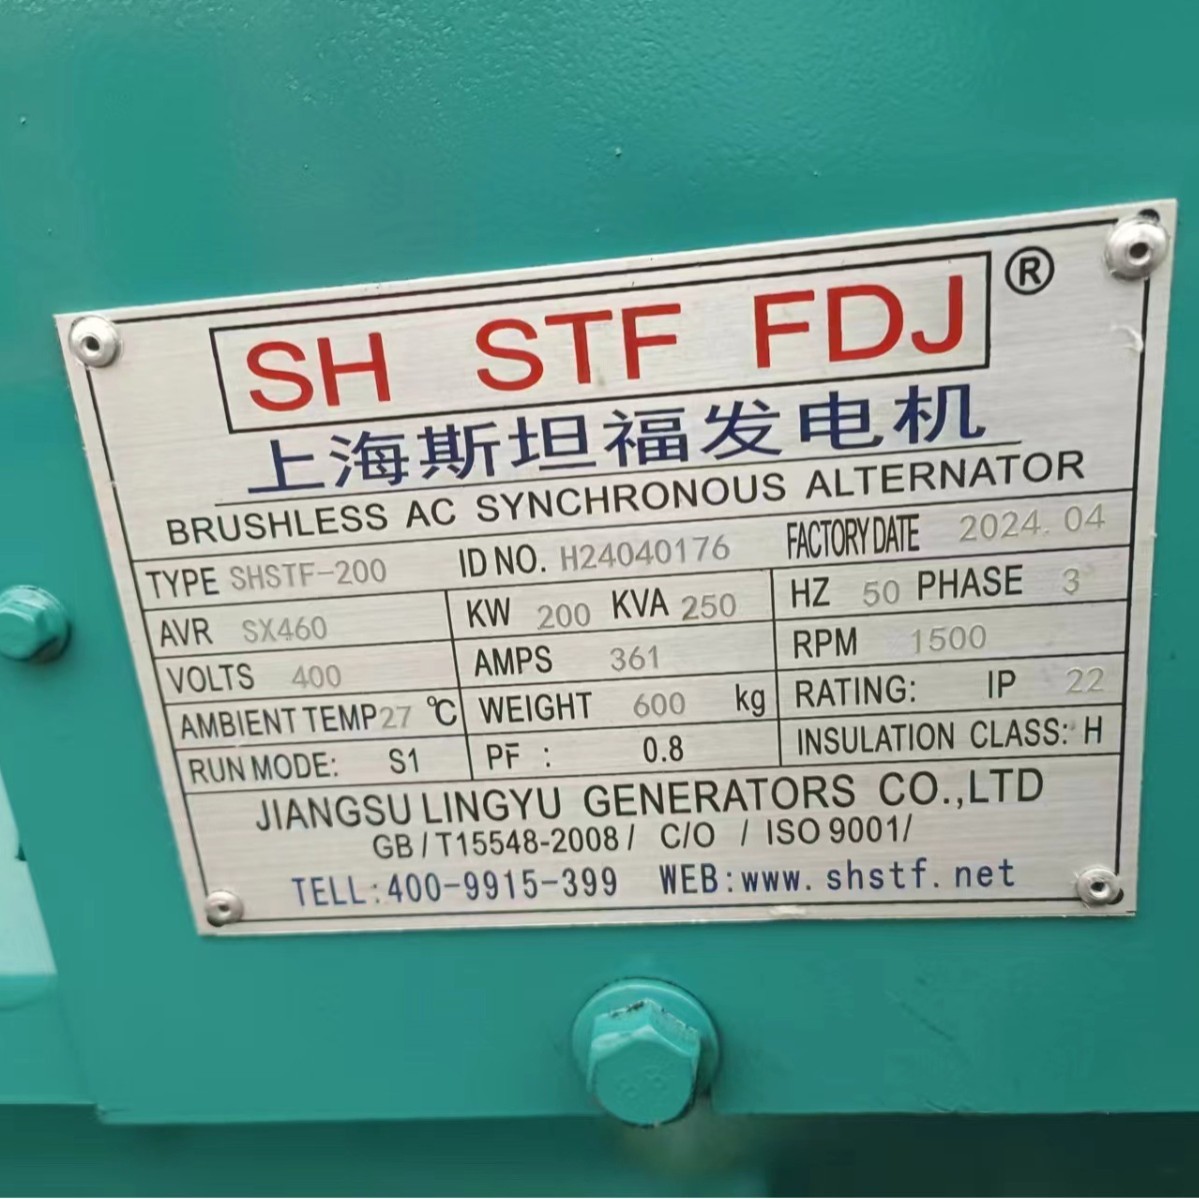 SH STF FDJ ®
上海斯坦福发电机
BRUSHLESS AC SYNCHRONOUS ALTERNATOR
TYPE SHSTF-200 ID NO. H24040176 FACTORY DATE 2024.04
AVR SX460 KW 200 KVA 250 HZ 50 PHASE 3
VOLTS 400 AMPS 361 RPM 1500
AMBIENT TEMP 27 ℃ WEIGHT 600 kg RATING: IP 22
RUN MODE: S1 PF : 0.8 INSULATION CLASS: H
JIANGSU LINGYU GENERATORS CO.,LTD
GB/T15548-2008/ C/O / ISO 9001/
TELL:400-9915-399 WEB:www.shstf.net